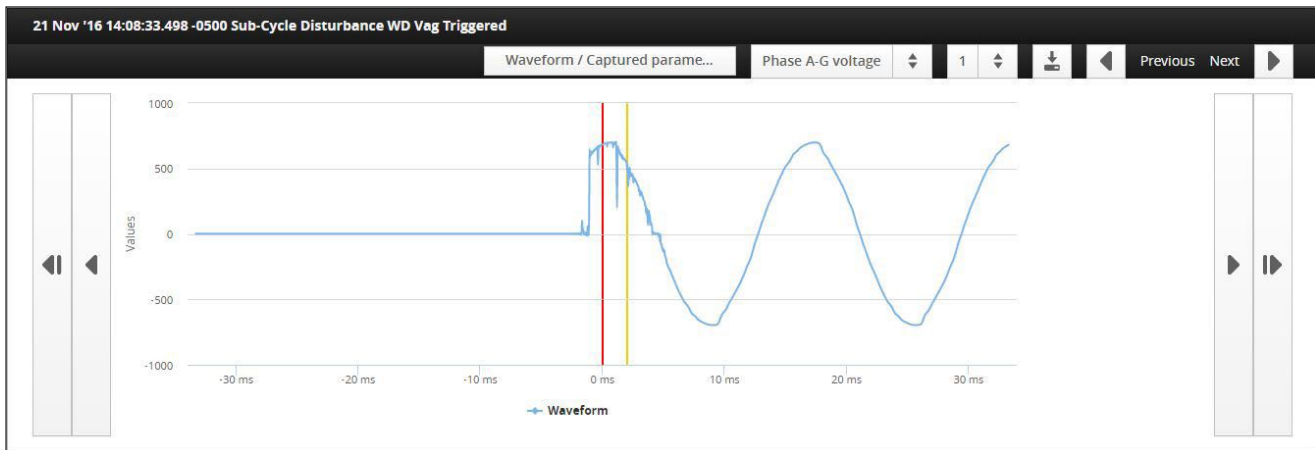 21 Nov '16 14:08:33.498 -0500 Sub-Cycle Disturbance WD Vag Triggered
Waveform / Captured parame... Phase A-G voltage 1 Previous Next
1000
500
0
-500
-1000
Values
-30 ms -20 ms -10 ms 0 ms 10 ms 20 ms 30 ms
Waveform